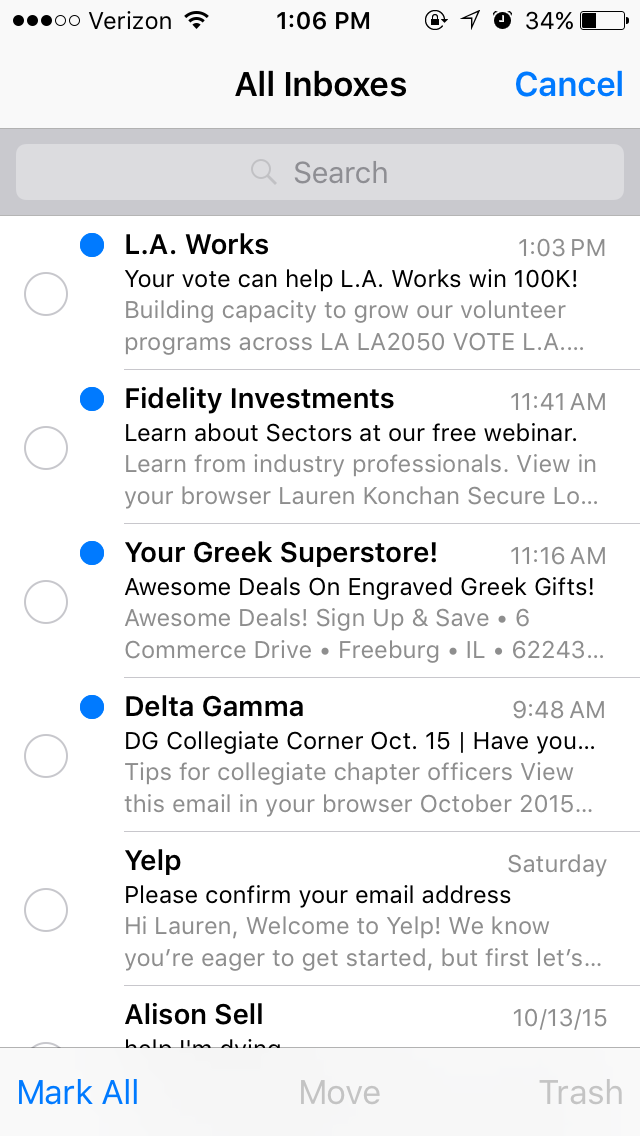 Verizon 1:06 PM 34%
All Inboxes Cancel
Search
L.A. Works 1:03 PM
Your vote can help L.A. Works win 100K!
Building capacity to grow our volunteer
programs across LA LA2050 VOTE L.A....
Fidelity Investments 11:41 AM
Learn about Sectors at our free webinar.
Learn from industry professionals. View in
your browser Lauren Konchan Secure Lo...
Your Greek Superstore! 11:16 AM
Awesome Deals On Engraved Greek Gifts!
Awesome Deals! Sign Up & Save • 6
Commerce Drive • Freeburg • IL • 62243...
Delta Gamma 9:48 AM
DG Collegiate Corner Oct. 15 | Have you...
Tips for collegiate chapter officers View
this email in your browser October 2015...
Yelp Saturday
Please confirm your email address
Hi Lauren, Welcome to Yelp! We know
you’re eager to get started, but first let’s...
Alison Sell 10/13/15
help I'm dying
Mark All Move Trash